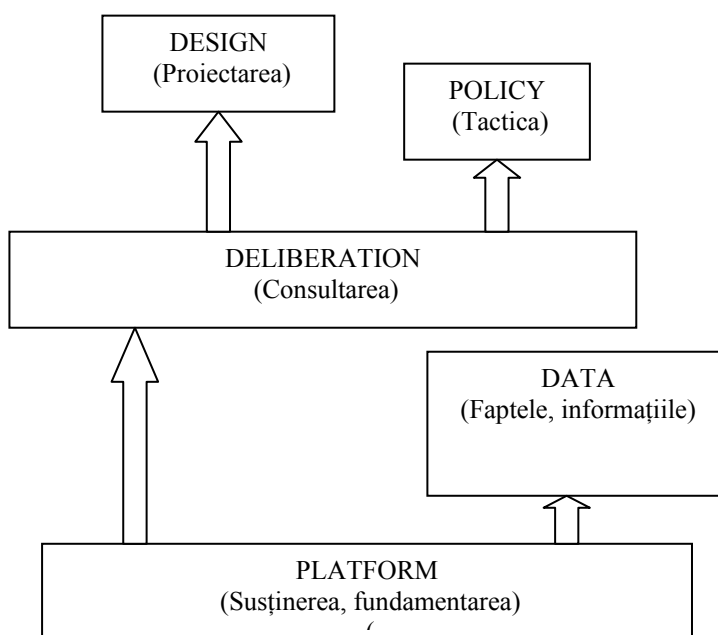 DESIGN
(Proiectarea)
POLICY
(Tactica)
DELIBERATION
(Consultarea)
DATA
(Faptele, informațiile)
PLATFORM
(Susținerea, fundamentarea)
(